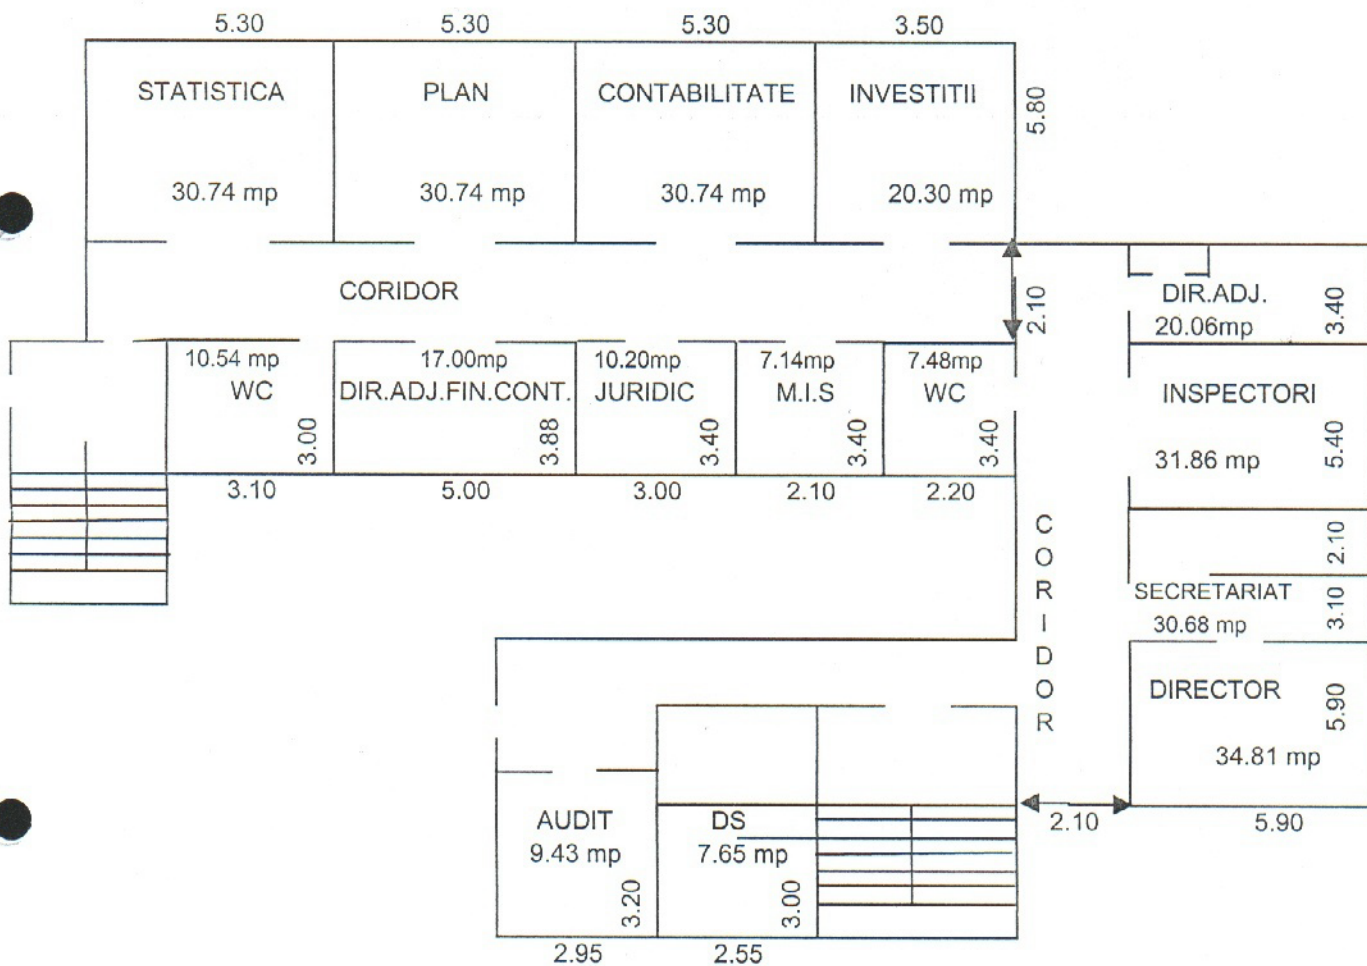 5.30 5.30 5.30 3.50
STATISTICA PLAN CONTABILITATE INVESTITII
5.80
30.74 mp 30.74 mp 30.74 mp 20.30 mp
CORIDOR
2.10
DIR.ADJ.
20.06mp
3.40
10.54 mp 17.00mp 10.20mp 7.14mp 7.48mp
WC DIR.ADJ.FIN.CONT. JURIDIC M.I.S WC
3.00 3.88 3.40 3.40 3.40
3.10 5.00 3.00 2.10 2.20
INSPECTORI
31.86 mp
5.40
2.10
CORIDOR
SECRETARIAT
30.68 mp
3.10
DIRECTOR
5.90
34.81 mp
2.10 5.90
AUDIT DS
9.43 mp 7.65 mp
3.20 3.00
2.95 2.55